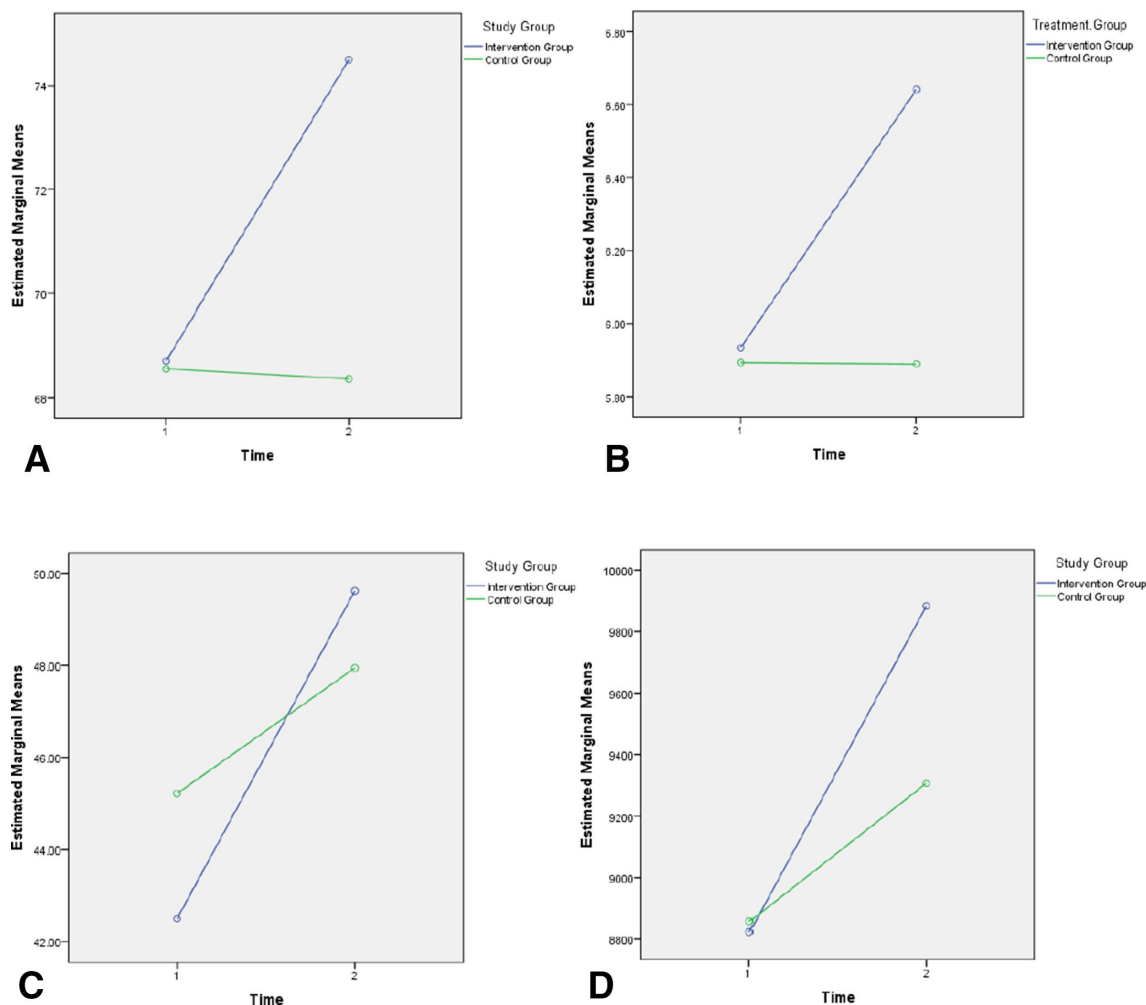 Study Group
Intervention Group
Control Group
Estimated Marginal Means
74
72
70
68
1 2
Time
A
Treatment.Group
Intervention Group
Control Group
Estimated Marginal Means
6.80
6.60
6.40
6.20
6.00
5.80
1 2
Time
B
Study Group
Intervention Group
Control Group
Estimated Marginal Means
50.00
48.00
46.00
44.00
42.00
1 2
Time
C
Study Group
Intervention Group
Control Group
Estimated Marginal Means
10000
9800
9600
9400
9200
9000
8800
1 2
Time
D